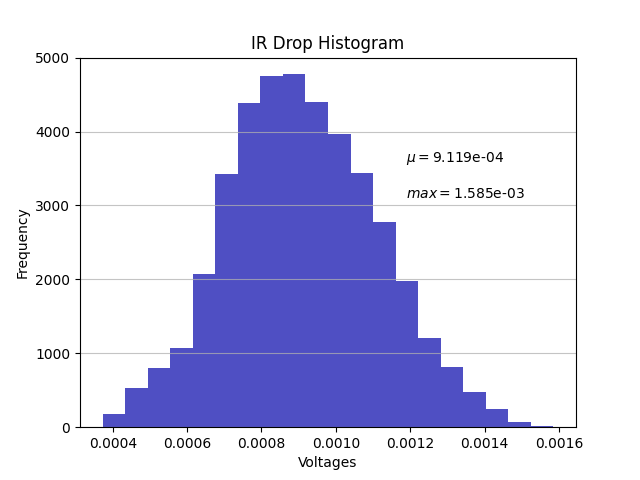 IR Drop Histogram
5000
4000
3000
2000
1000
0
Frequency
μ = 9.119e-04
max = 1.585e-03
0.0004 0.0006 0.0008 0.0010 0.0012 0.0014 0.0016
Voltages